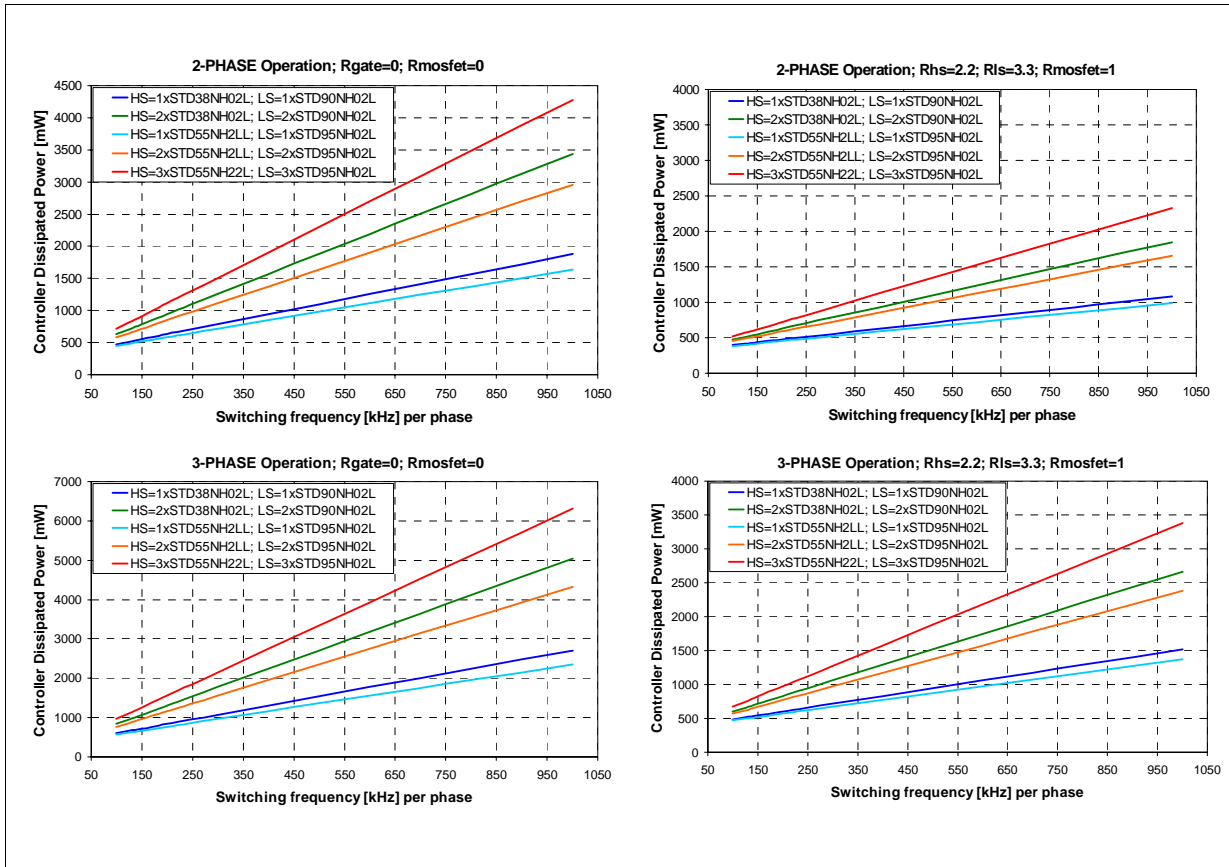 2-PHASE Operation; Rgate=0; Rmosfet=0
Controller Dissipated Power [mW]
4500
4000
3500
3000
2500
2000
1500
1000
500
0
HS=1xSTD38NH02L; LS=1xSTD90NH02L
HS=2xSTD38NH02L; LS=2xSTD90NH02L
HS=1xSTD55NH2LL; LS=1xSTD95NH02L
HS=2xSTD55NH2LL; LS=2xSTD95NH02L
HS=3xSTD55NH22L; LS=3xSTD95NH02L
50 150 250 350 450 550 650 750 850 950 1050
Switching frequency [kHz] per phase
2-PHASE Operation; Rhs=2.2; Rls=3.3; Rmosfet=1
Controller Dissipated Power [mW]
4000
3500
3000
2500
2000
1500
1000
500
0
HS=1xSTD38NH02L; LS=1xSTD90NH02L
HS=2xSTD38NH02L; LS=2xSTD90NH02L
HS=1xSTD55NH2LL; LS=1xSTD95NH02L
HS=2xSTD55NH2LL; LS=2xSTD95NH02L
HS=3xSTD55NH22L; LS=3xSTD95NH02L
50 150 250 350 450 550 650 750 850 950 1050
Switching frequency [kHz] per phase
3-PHASE Operation; Rgate=0; Rmosfet=0
Controller Dissipated Power [mW]
7000
6000
5000
4000
3000
2000
1000
0
HS=1xSTD38NH02L; LS=1xSTD90NH02L
HS=2xSTD38NH02L; LS=2xSTD90NH02L
HS=1xSTD55NH2LL; LS=1xSTD95NH02L
HS=2xSTD55NH2LL; LS=2xSTD95NH02L
HS=3xSTD55NH22L; LS=3xSTD95NH02L
50 150 250 350 450 550 650 750 850 950 1050
Switching frequency [kHz] per phase
3-PHASE Operation; Rhs=2.2; Rls=3.3; Rmosfet=1
Controller Dissipated Power [mW]
4000
3500
3000
2500
2000
1500
1000
500
0
HS=1xSTD38NH02L; LS=1xSTD90NH02L
HS=2xSTD38NH02L; LS=2xSTD90NH02L
HS=1xSTD55NH2LL; LS=1xSTD95NH02L
HS=2xSTD55NH2LL; LS=2xSTD95NH02L
HS=3xSTD55NH22L; LS=3xSTD95NH02L
50 150 250 350 450 550 650 750 850 950 1050
Switching frequency [kHz] per phase